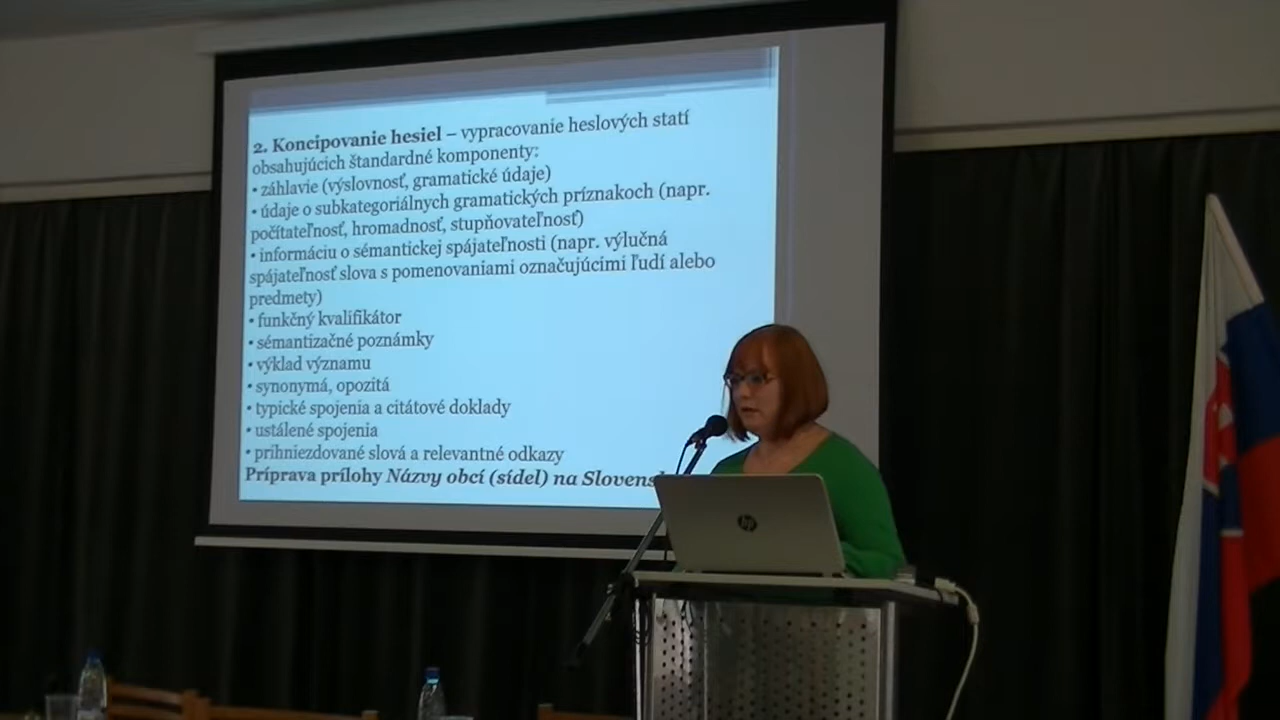 2. Koncipovanie hesiel – vypracovanie heslových statí
obsahujúcich štandardné komponenty:
• záhlavie (výslovnosť, gramatické údaje)
• údaje o subkategoriálnych gramatických príznakoch (napr.
počítateľnosť, hromadnosť, stupňovateľnosť)
• informáciu o sémantickej spájateľnosti (napr. výlučná
spájateľnosť slova s pomenovaniami označujúcimi ľudí alebo
predmety)
• funkčný kvalifikátor
• sémantizačné poznámky
• výklad významu
• synonymá, opozitá
• typické spojenia a citátové doklady
• ustálené spojenia
• prihniezdované slová a relevantné odkazy
Príprava prílohy Názvy obcí (sídel) na Slovens
hp